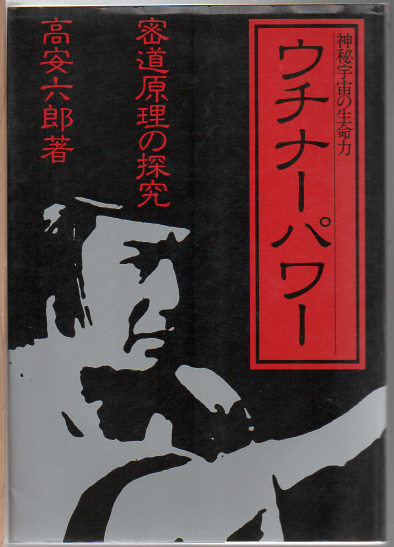 神秘宇宙の生命力
ウチナーパワー
審道原理の探究
高安六郎著